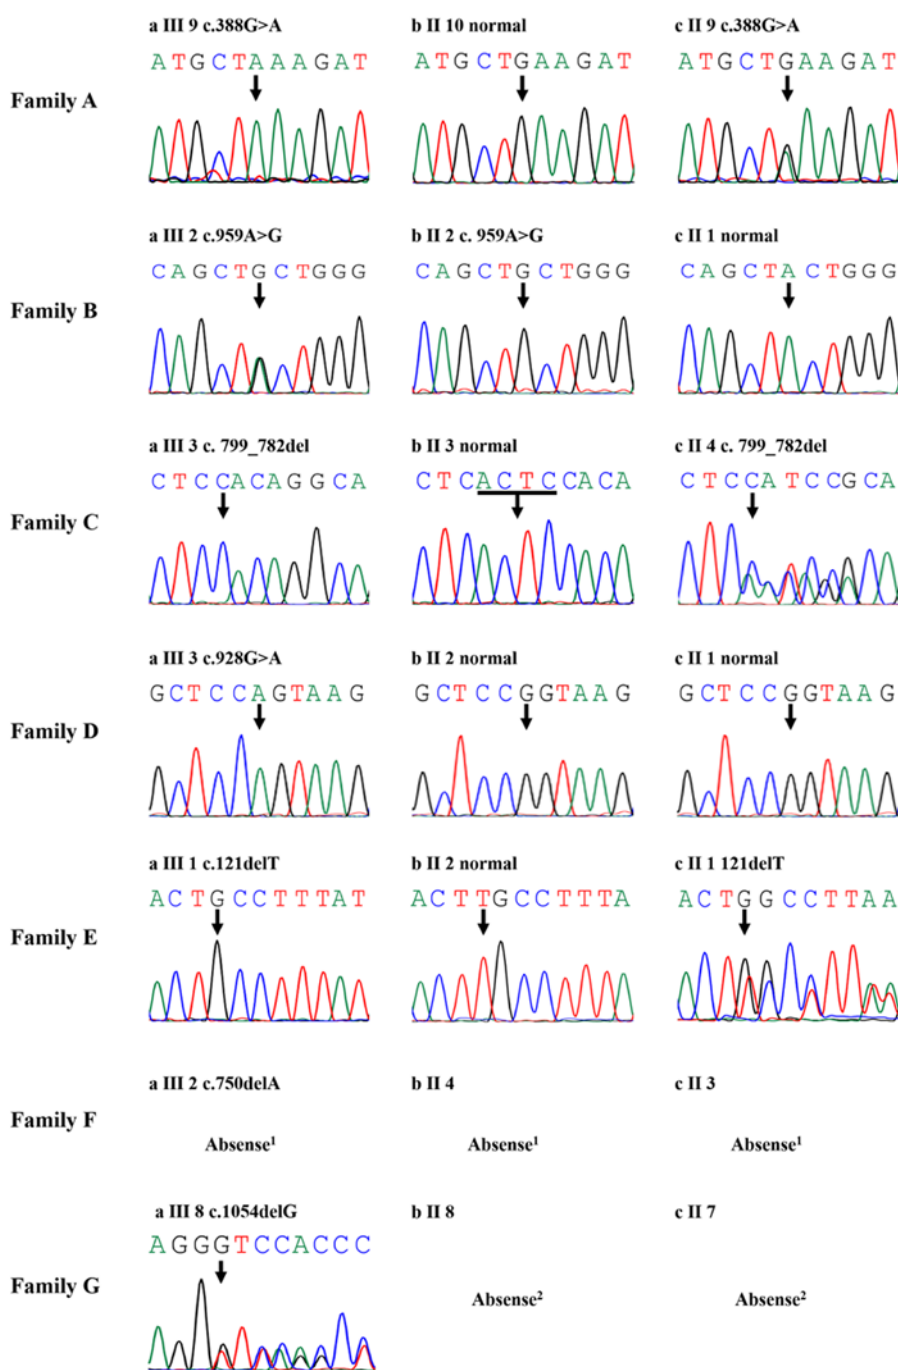 a III 9 c.388G>A b II 10 normal c II 9 c.388G>A
ATGCTAAAGAT ATGCTGAAGAT ATGCTGAAGAT
Family A
a III 2 c.959A>G b II 2 c. 959A>G c II 1 normal
CAGCTGCTGGG CAGCTGCTGGG CAGCTACTGGG
Family B
a III 3 c. 799_782del b II 3 normal c II 4 c. 799_782del
CTCCACAGGCA CTCACTCCACA CTCCATCCGCA
Family C
a III 3 c.928G>A b II 2 normal c II 1 normal
GCTCCAGTAAG GCTCCGGTAAG GCTCCGGTAAG
Family D
a III 1 c.121delT b II 2 normal c II 1 121delT
ACTGCCTTTAT ACTTGCCTTTA ACTGGCCTTAA
Family E
a III 2 c.750delA b II 4 c II 3
Family F
Absense¹ Absense¹ Absense¹
a III 8 c.1054delG b II 8 c II 7
AGGGTCCACCC
Family G
Absense² Absense²